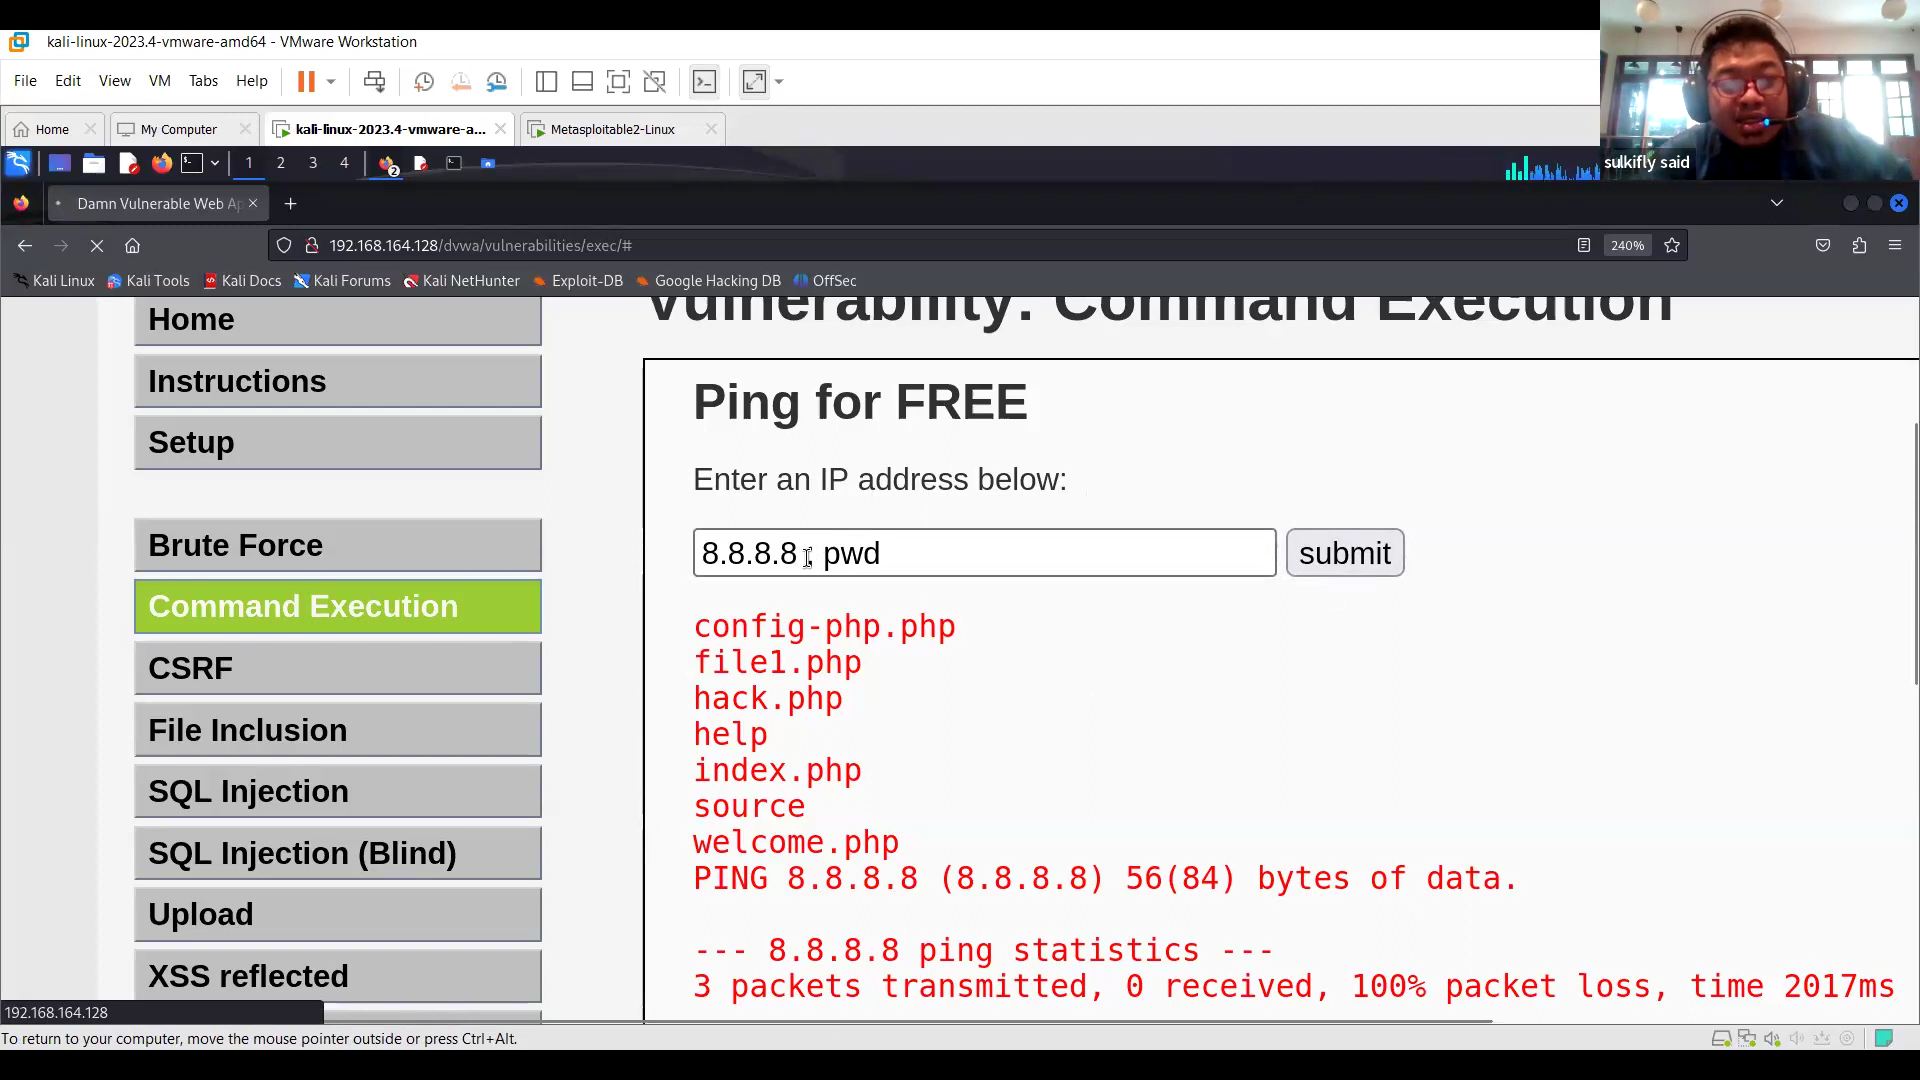 kali-linux-2023.4-vmware-amd64 - VMware Workstation
File Edit View VM Tabs Help
Home My Computer kali-linux-2023.4-vmware-a... Metasploitable2-Linux
1 2 3 4 2
sulkifly said
Damn Vulnerable Web Ap
192.168.164.128/dvwa/vulnerabilities/exec/# 240%
Kali Linux Kali Tools Kali Docs Kali Forums Kali NetHunter Exploit-DB Google Hacking DB OffSec
Vulnerability: Command Execution
Home
Instructions
Setup
Brute Force
Command Execution
CSRF
File Inclusion
SQL Injection
SQL Injection (Blind)
Upload
XSS reflected
Ping for FREE
Enter an IP address below:
8.8.8.8 pwd submit
config-php.php
file1.php
hack.php
help
index.php
source
welcome.php
PING 8.8.8.8 (8.8.8.8) 56(84) bytes of data.
--- 8.8.8.8 ping statistics ---
3 packets transmitted, 0 received, 100% packet loss, time 2017ms
192.168.164.128
To return to your computer, move the mouse pointer outside or press Ctrl+Alt.